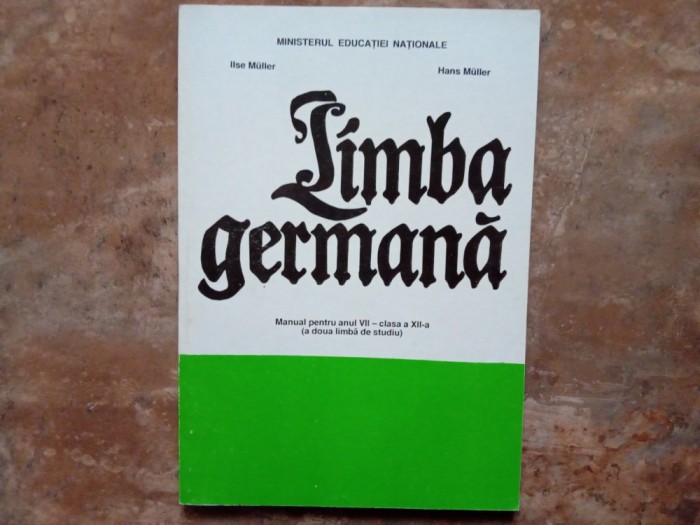 MINISTERUL EDUCAȚIEI NAȚIONALE
Ilse Müller Hans Müller
Limba
germană
Manual pentru anul VII – clasa a XII-a
(a doua limbă de studiu)